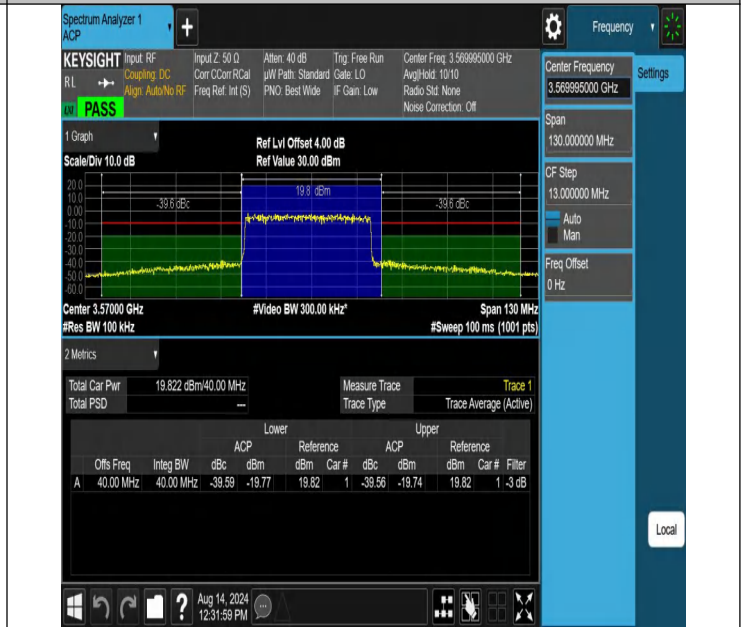 Spectrum Analyzer 1
ACP
Frequency
KEYSIGHT
R L
PASS
Input: RF
Coupling: DC
Align: Auto/No RF
Input Z: 50 Ω
Corr CCorr RCal
Freq Ref: Int (S)
Atten: 40 dB
µW Path: Standard
PNO: Best Wide
Trig: Free Run
Gate: LO
IF Gain: Low
Center Freq: 3.569995000 GHz
Avg|Hold: 10/10
Radio Std: None
Noise Correction: Off
1 Graph
Scale/Div 10.0 dB
Ref Lvl Offset 4.00 dB
Ref Value 30.00 dBm
20.0
10.0
0.00
-10.0
-20.0
-30.0
-40.0
-50.0
-60.0
-39.6 dBc
19.8 dBm
-39.6 dBc
Center 3.57000 GHz
#Video BW 300.00 kHz*
Span 130 MHz
#Res BW 100 kHz
#Sweep 100 ms (1001 pts)
2 Metrics
Total Car Pwr 19.822 dBm/40.00 MHz
Total PSD ---
Measure Trace Trace 1
Trace Type Trace Average (Active)
Lower Upper
ACP Reference ACP Reference
Offs Freq Integ BW dBc dBm dBm Car # dBc dBm dBm Car # Filter
A 40.00 MHz 40.00 MHz -39.59 -19.77 19.82 1 -39.56 -19.74 19.82 1 -3 dB
Center Frequency
3.569995000 GHz
Settings
Span
130.000000 MHz
CF Step
13.000000 MHz
Auto
Man
Freq Offset
0 Hz
Local
Aug 14, 2024
12:31:59 PM